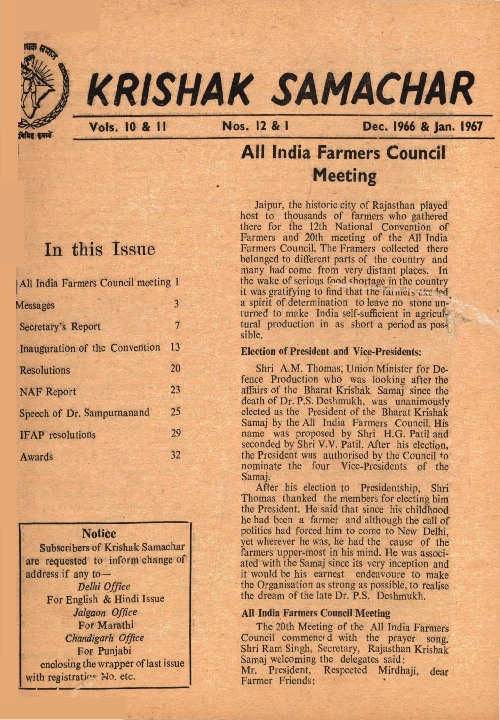 KRISHAK SAMACHAR
Vols. 10 & 11 Nos. 12 & 1 Dec. 1966 & Jan. 1967
In this Issue
All India Farmers Council meeting 1
Messages 3
Secretary's Report 7
Inauguration of the Convention 13
Resolutions 20
NAF Report 23
Speech of Dr. Sampurnanand 25
IFAP resolutions 29
Awards 32
Notice
Subscribers of Krishak Samachar
are requested to inform change of
address if any to—
Delhi Office
For English & Hindi Issue
Jalgaon Office
For Marathi
Chandigarh Office
For Punjabi
enclosing the wrapper of last issue
with registration No. etc.
All India Farmers Council
Meeting
Jaipur, the historic city of Rajasthan played
host to thousands of farmers who gathered
there for the 12th National Convention of
Farmers and 20th meeting of the All India
Farmers Council. The Framers collected there
belonged to different parts of the country and
many had come from very distant places. In
the wake of serious food shortage in the country
it was gratifying to find that the farmers
a spirit of determination to leave no stone un-
turned to make India self-sufficient in agricul-
tural production in as short a period as pos-
sible.
Election of President and Vice-Presidents:
Shri A.M. Thomas, Union Minister for De-
fence Production who was looking after the
affairs of the Bharat Krishak Samaj since the
death of Dr. P.S. Deshmukh, was unanimously
elected as the President of the Bharat Krishak
Samaj by the All India Farmers Council. His
name was proposed by Shri H.G. Patil and
seconded by Shri V.V. Patil. After his election,
the President was authorised by the Council to
nominate the four Vice-Presidents of the
Samaj.
After his election to Presidentship, Shri
Thomas thanked the members for electing him
the President. He said that since his childhood
he had been a farmer and although the call of
politics had forced him to come to New Delhi,
yet wherever he was, he had the cause of the
farmers upper-most in his mind. He was associ-
ated with the Samaj since its very inception and
it would be his earnest endeavoure to make
the Organisation as strong as possible, to realise
the dream of the late Dr. P.S. Deshmukh.
All India Farmers Council Meeting
The 20th Meeting of the All India Farmers
Council commenced with the prayer song,
Shri Ram Singh, Secretary, Rajasthan Krishak
Samaj welcoming the delegates said:
Mr. President, Respected Mirdhaji, dear
Farmer Friends: